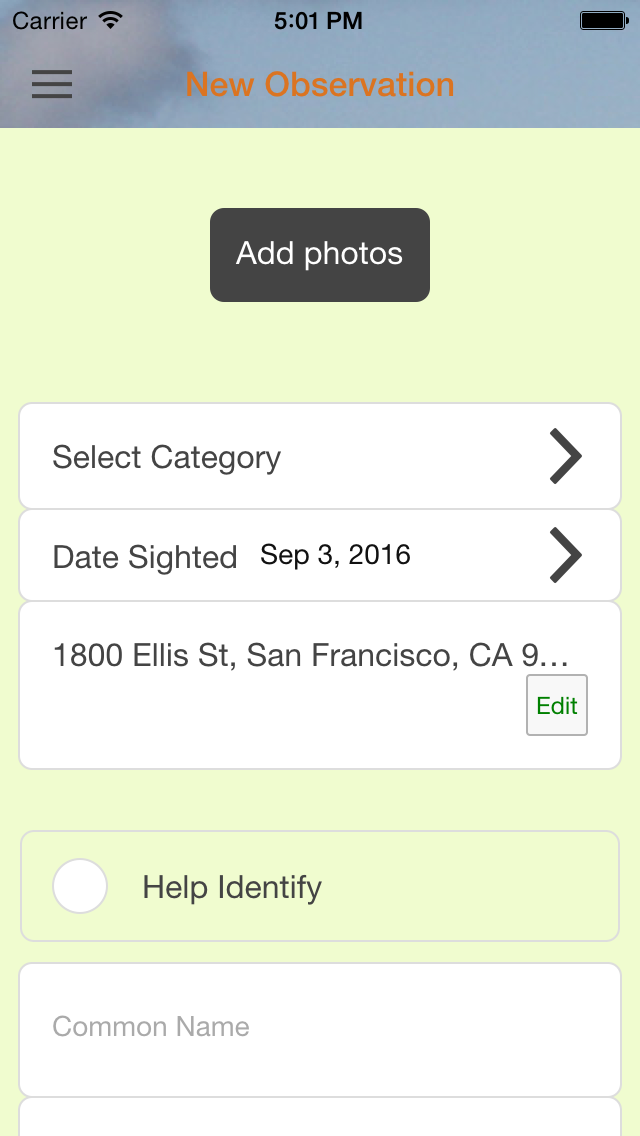 Carrier 5:01 PM
New Observation
Add photos
Select Category
Date Sighted Sep 3, 2016
1800 Ellis St, San Francisco, CA 9…
Edit
Help Identify
Common Name